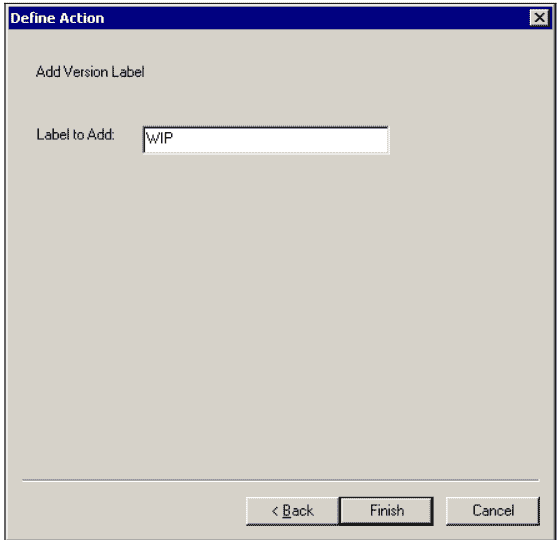 Define Action
Add Version Label
Label to Add: WIP
< Back Finish Cancel